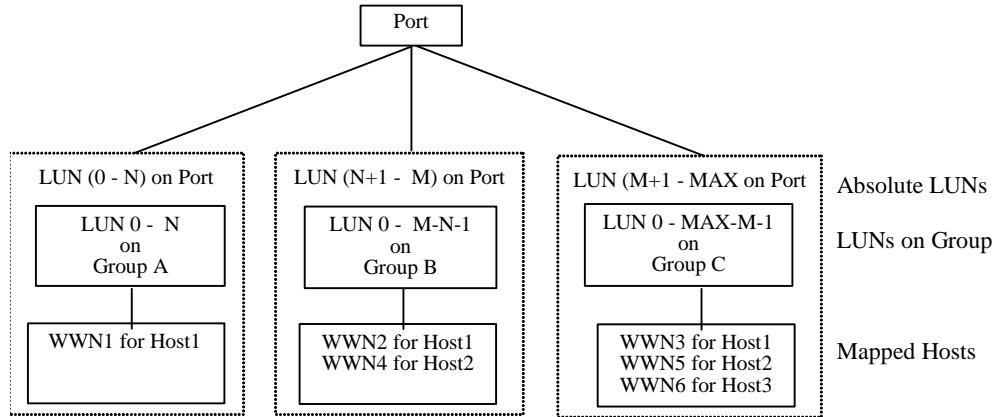 Port
LUN (0 - N) on Port
LUN (N+1 - M) on Port
LUN (M+1 - MAX on Port
Absolute LUNs
LUN 0 - N
on
Group A
LUN 0 - M-N-1
on
Group B
LUN 0 - MAX-M-1
on
Group C
LUNs on Group
WWN1 for Host1
WWN2 for Host1
WWN4 for Host2
WWN3 for Host1
WWN5 for Host2
WWN6 for Host3
Mapped Hosts